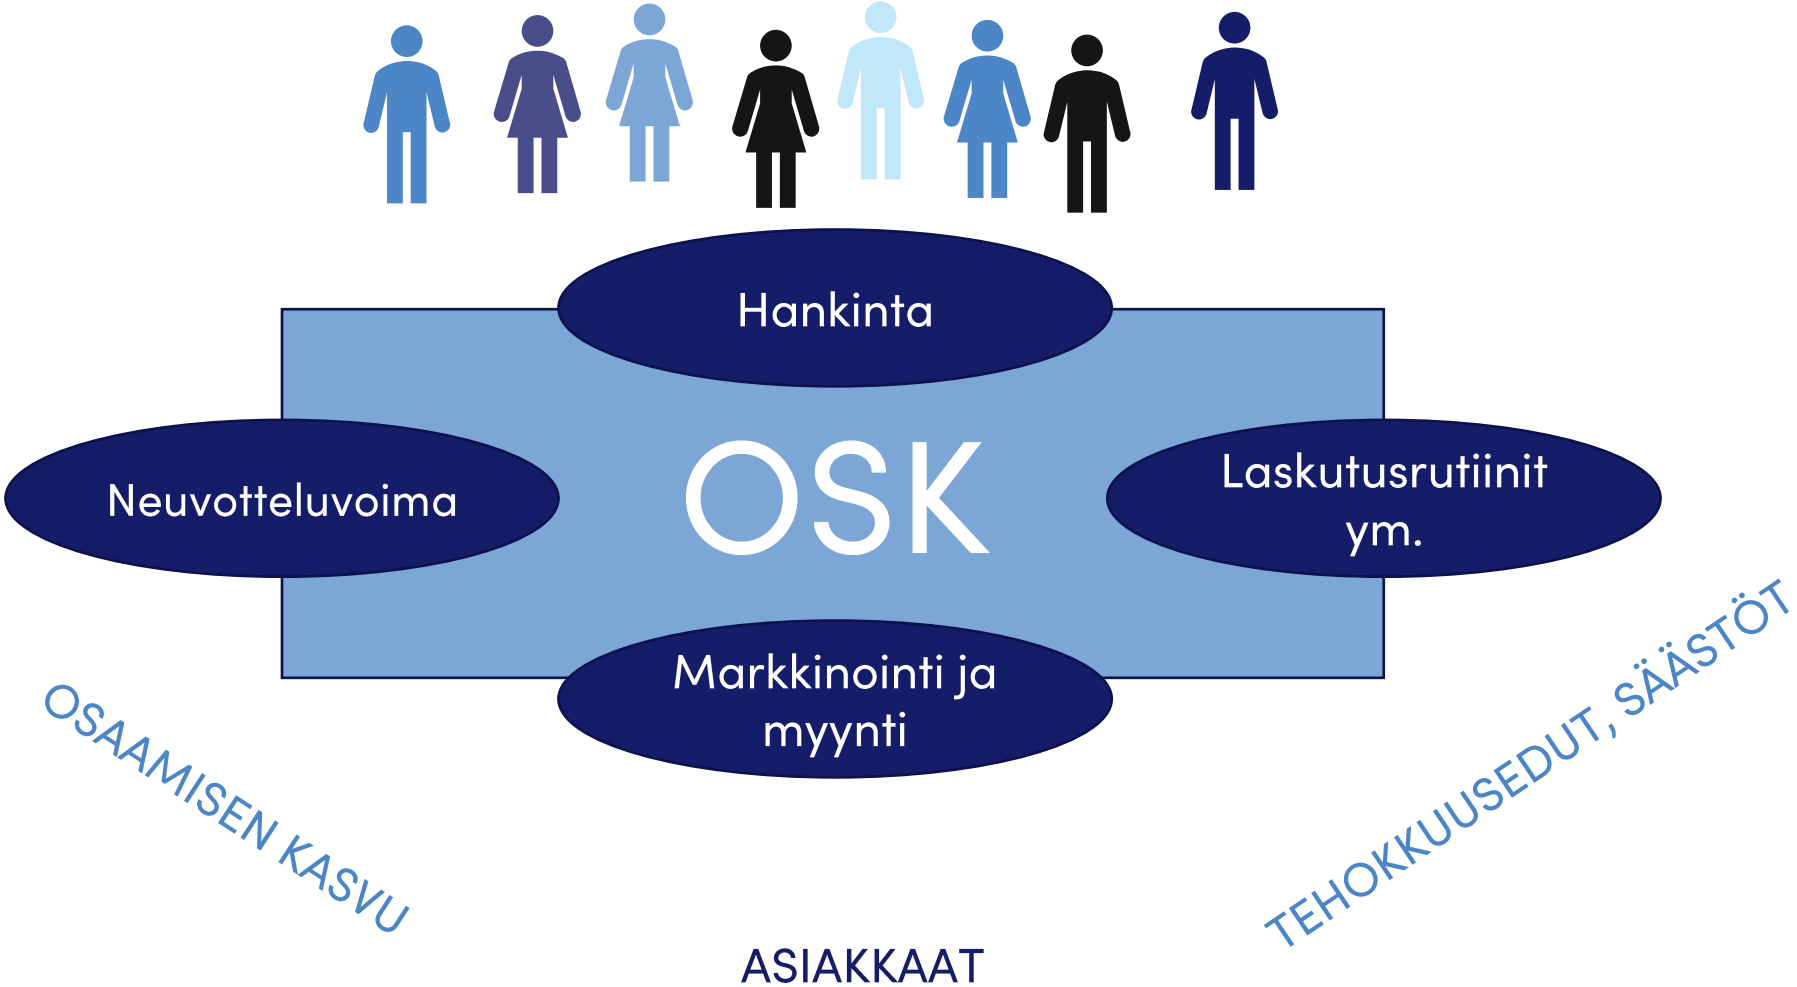 Hankinta
Neuvotteluvoima
OSK
Laskutusrutiinit
ym.
Markkinointi ja
myynti
OSAAMISEN KASVU
TEHOKKUUSEDUT, SÄÄSTÖT
ASIAKKAAT